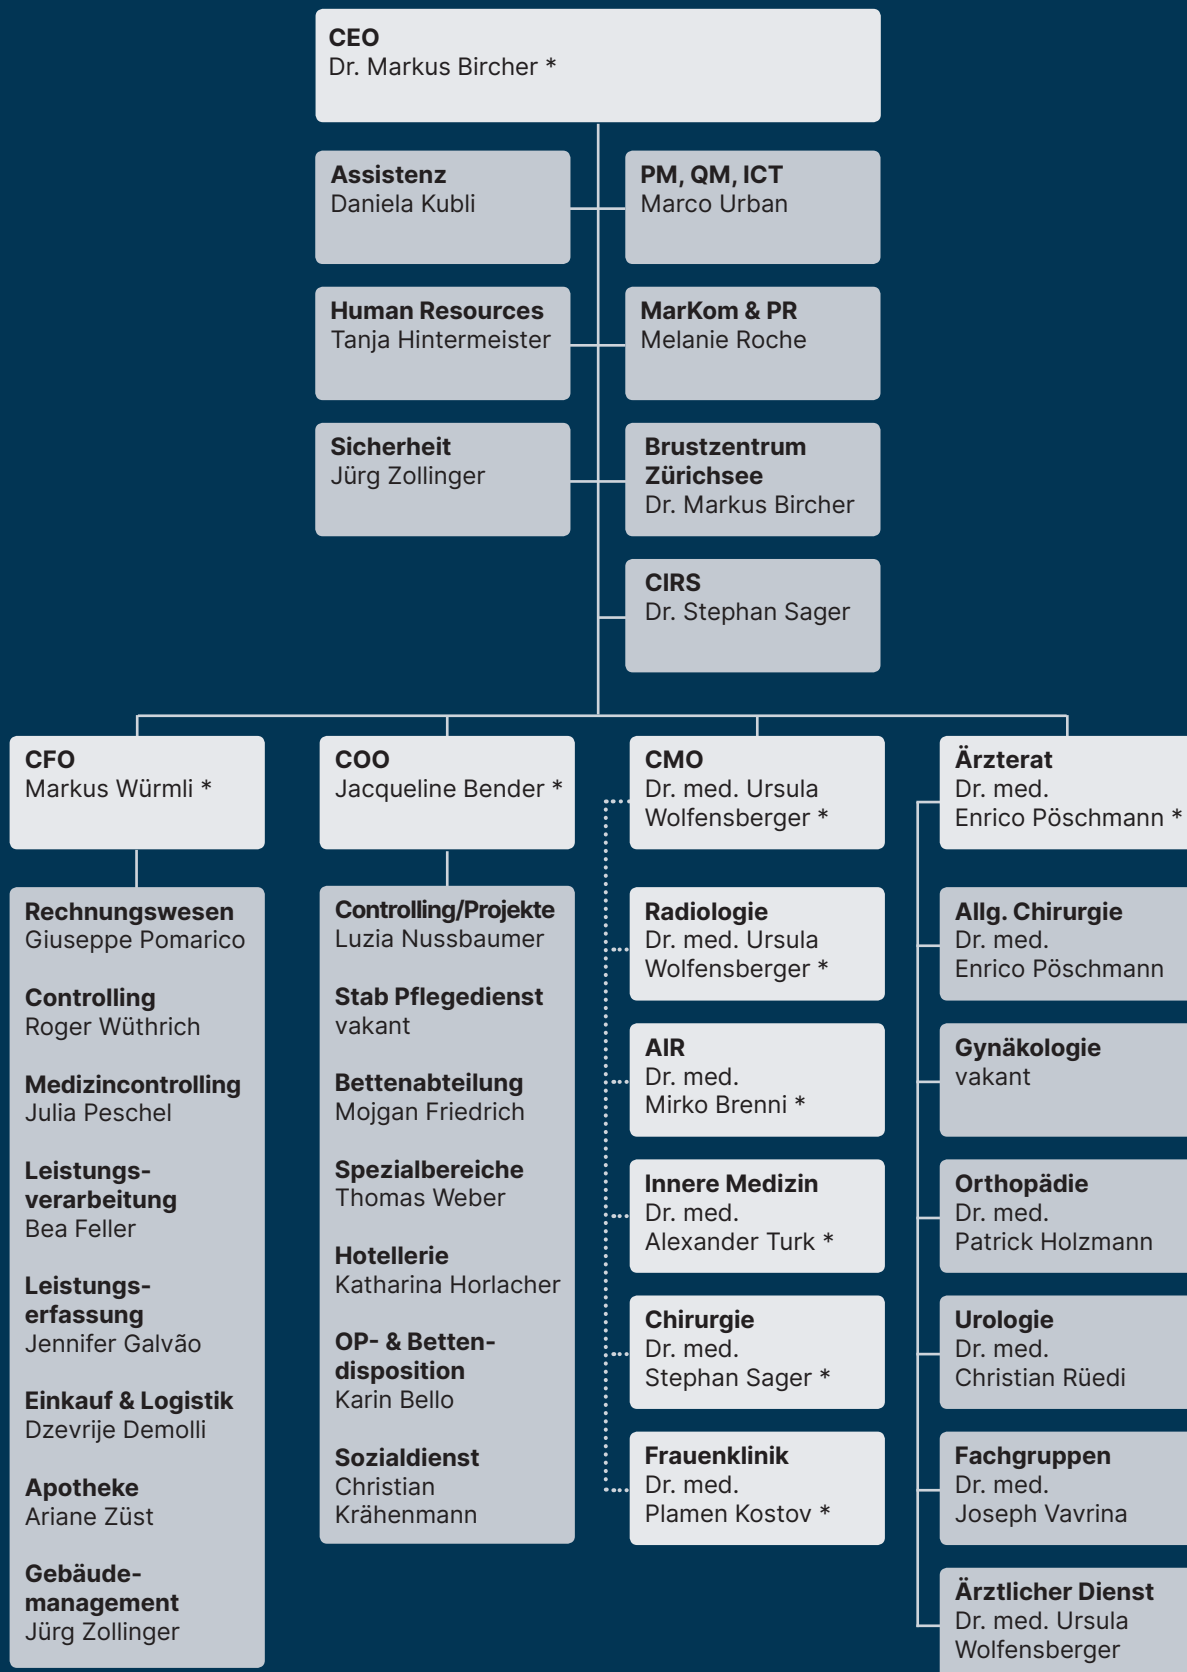 CEO
Dr. Markus Bircher *
Assistenz
Daniela Kubli
PM, QM, ICT
Marco Urban
Human Resources
Tanja Hintermeister
MarKom & PR
Melanie Roche
Sicherheit
Jürg Zollinger
Brustzentrum
Zürichsee
Dr. Markus Bircher
CIRS
Dr. Stephan Sager
CFO
Markus Würmli *
Rechnungswesen
Giuseppe Pomarico
Controlling
Roger Wüthrich
Medizincontrolling
Julia Peschel
Leistungs-
verarbeitung
Bea Feller
Leistungs-
erfassung
Jennifer Galvão
Einkauf & Logistik
Dzevrije Demolli
Apotheke
Ariane Züst
Gebäude-
management
Jürg Zollinger
COO
Jacqueline Bender *
Controlling/Projekte
Luzia Nussbaumer
Stab Pflegedienst
vakant
Bettenabteilung
Mojgan Friedrich
Spezialbereiche
Thomas Weber
Hotellerie
Katharina Horlacher
OP- & Betten-
disposition
Karin Bello
Sozialdienst
Christian
Krähenmann
CMO
Dr. med. Ursula
Wolfensberger *
Radiologie
Dr. med. Ursula
Wolfensberger *
AIR
Dr. med.
Mirko Brenni *
Innere Medizin
Dr. med.
Alexander Turk *
Chirurgie
Dr. med.
Stephan Sager *
Frauenklinik
Dr. med.
Plamen Kostov *
Ärzterat
Dr. med.
Enrico Pöschmann *
Allg. Chirurgie
Dr. med.
Enrico Pöschmann
Gynäkologie
vakant
Orthopädie
Dr. med.
Patrick Holzmann
Urologie
Dr. med.
Christian Rüedi
Fachgruppen
Dr. med.
Joseph Vavrina
Ärztlicher Dienst
Dr. med. Ursula
Wolfensberger